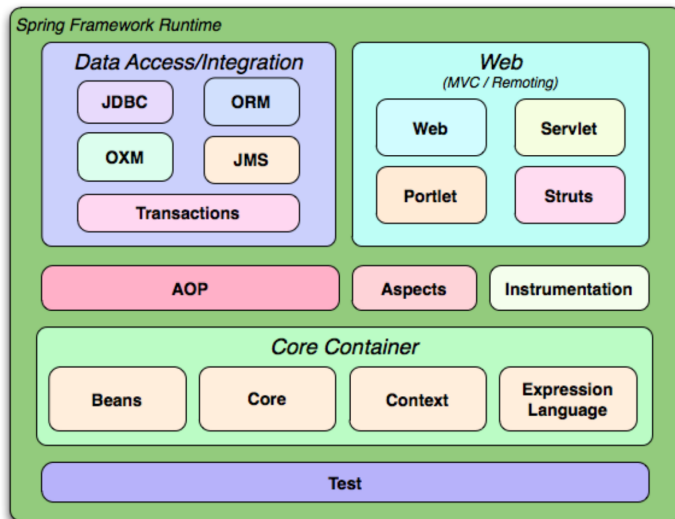 Spring Framework Runtime
Data Access/Integration
JDBC
ORM
OXM
JMS
Transactions
Web
(MVC / Remoting)
Web
Servlet
Portlet
Struts
AOP
Aspects
Instrumentation
Core Container
Beans
Core
Context
Expression
Language
Test